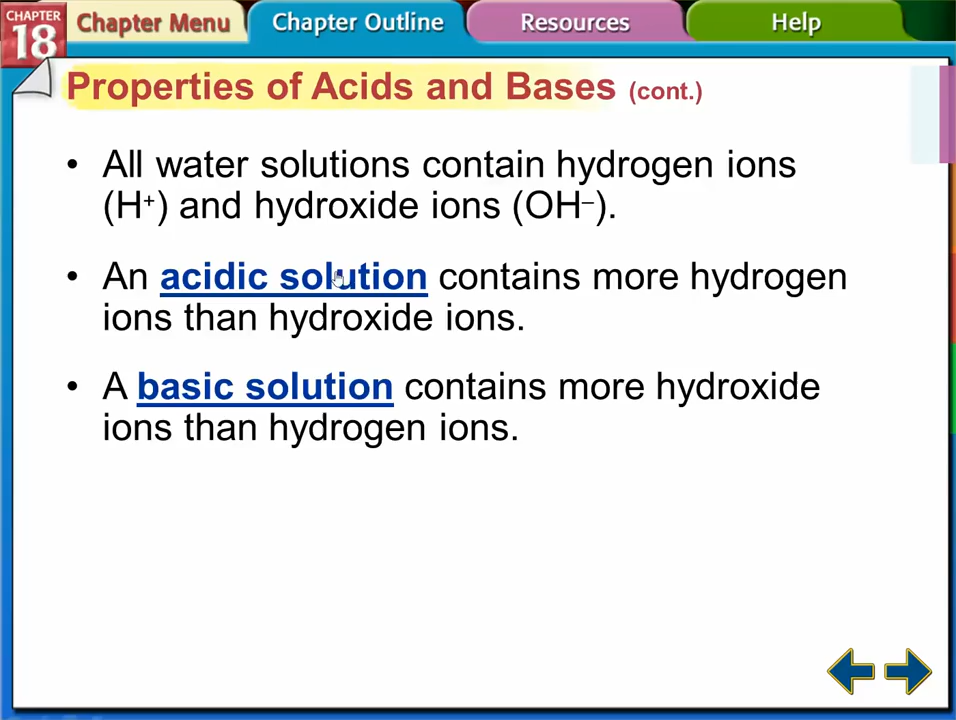 CHAPTER
18
Chapter Menu
Chapter Outline
Resources
Help
Properties of Acids and Bases (cont.)
• All water solutions contain hydrogen ions
(H⁺) and hydroxide ions (OH⁻).
• An acidic solution contains more hydrogen
ions than hydroxide ions.
• A basic solution contains more hydroxide
ions than hydrogen ions.